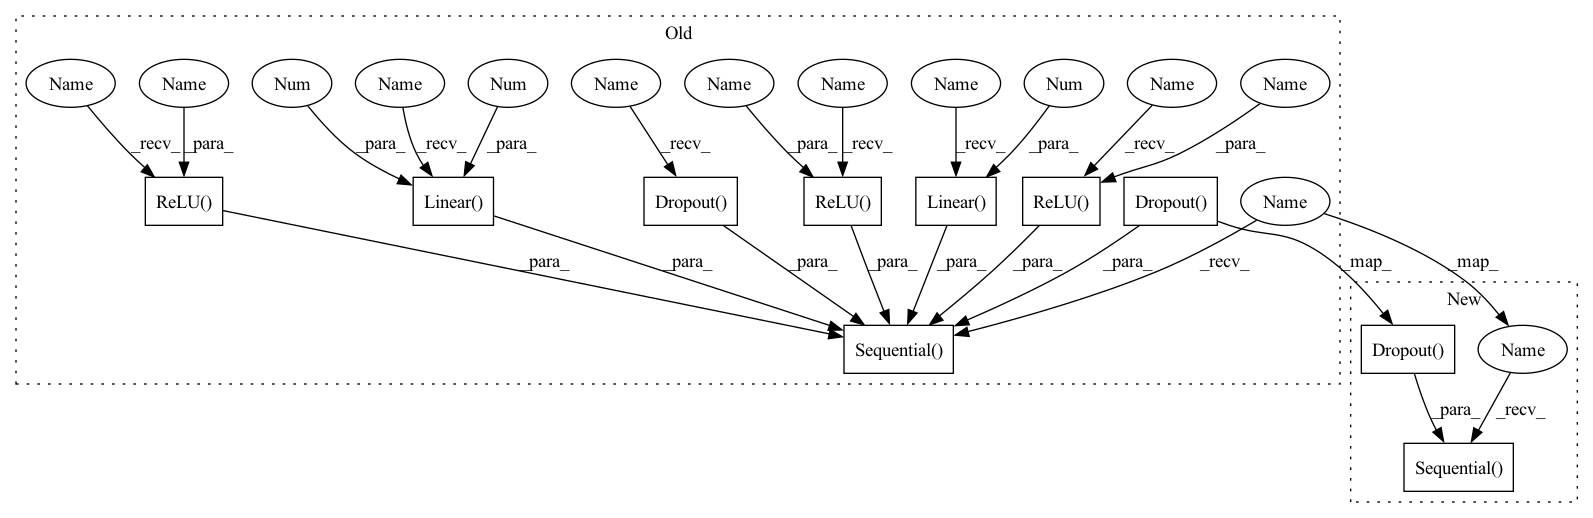 Old
Name Name Num Name Num Name Name Name Name Num Name Name
_recv_ _para_ _para_ _recv_ _para_ _recv_ _para_ _recv_ _recv_ _para_ _recv_ _para_
ReLU() Linear() Dropout() ReLU() Linear() ReLU() Dropout() Name
_para_ _para_ _para_ _para_ _para_ _para_ _para_ _recv_ _map_ _map_
New
Sequential() Dropout() Name
_para_ _recv_
Sequential()